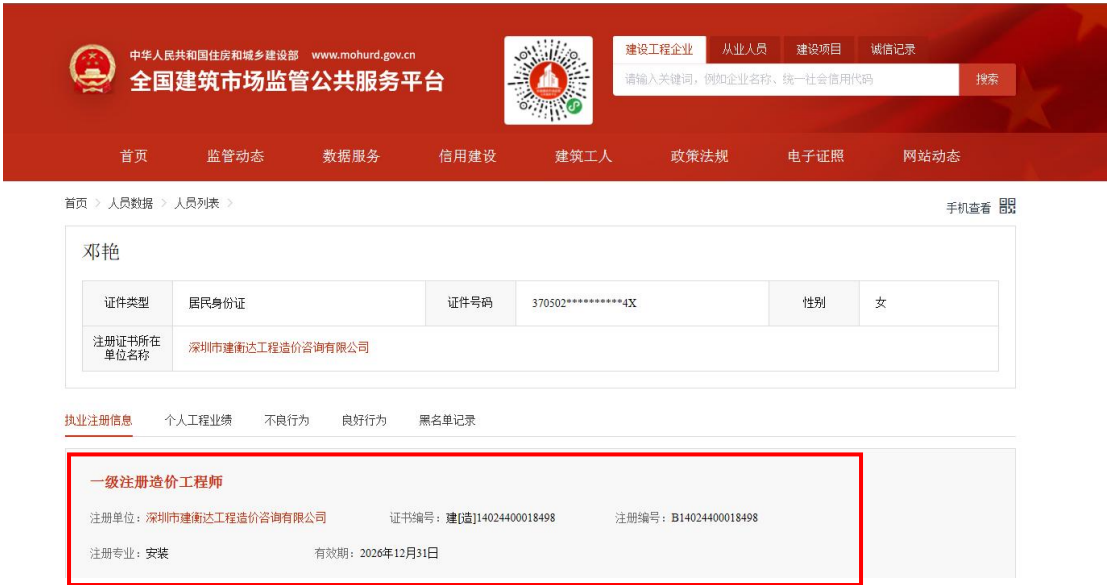 中华人民共和国住房和城乡建设部 www.mohurd.gov.cn
全国建筑市场监管公共服务平台
建设工程企业 从业人员 建设项目 诚信记录
请输入关键词，例如企业名称、统一社会信用代码 搜索
首页 监管动态 数据服务 信用建设 建筑工人 政策法规 电子证照 网站动态
首页 > 人员数据 > 人员列表 >
手机查看
邓艳
证件类型 居民身份证 证件号码 370502**********4X 性别 女
注册证书所在
单位名称
深圳市建衡达工程造价咨询有限公司
执业注册信息 个人工程业绩 不良行为 良好行为 黑名单记录
一级注册造价工程师
注册单位：深圳市建衡达工程造价咨询有限公司 证书编号：建[造]14024400018498 注册编号：B14024400018498
注册专业：安装 有效期：2026年12月31日